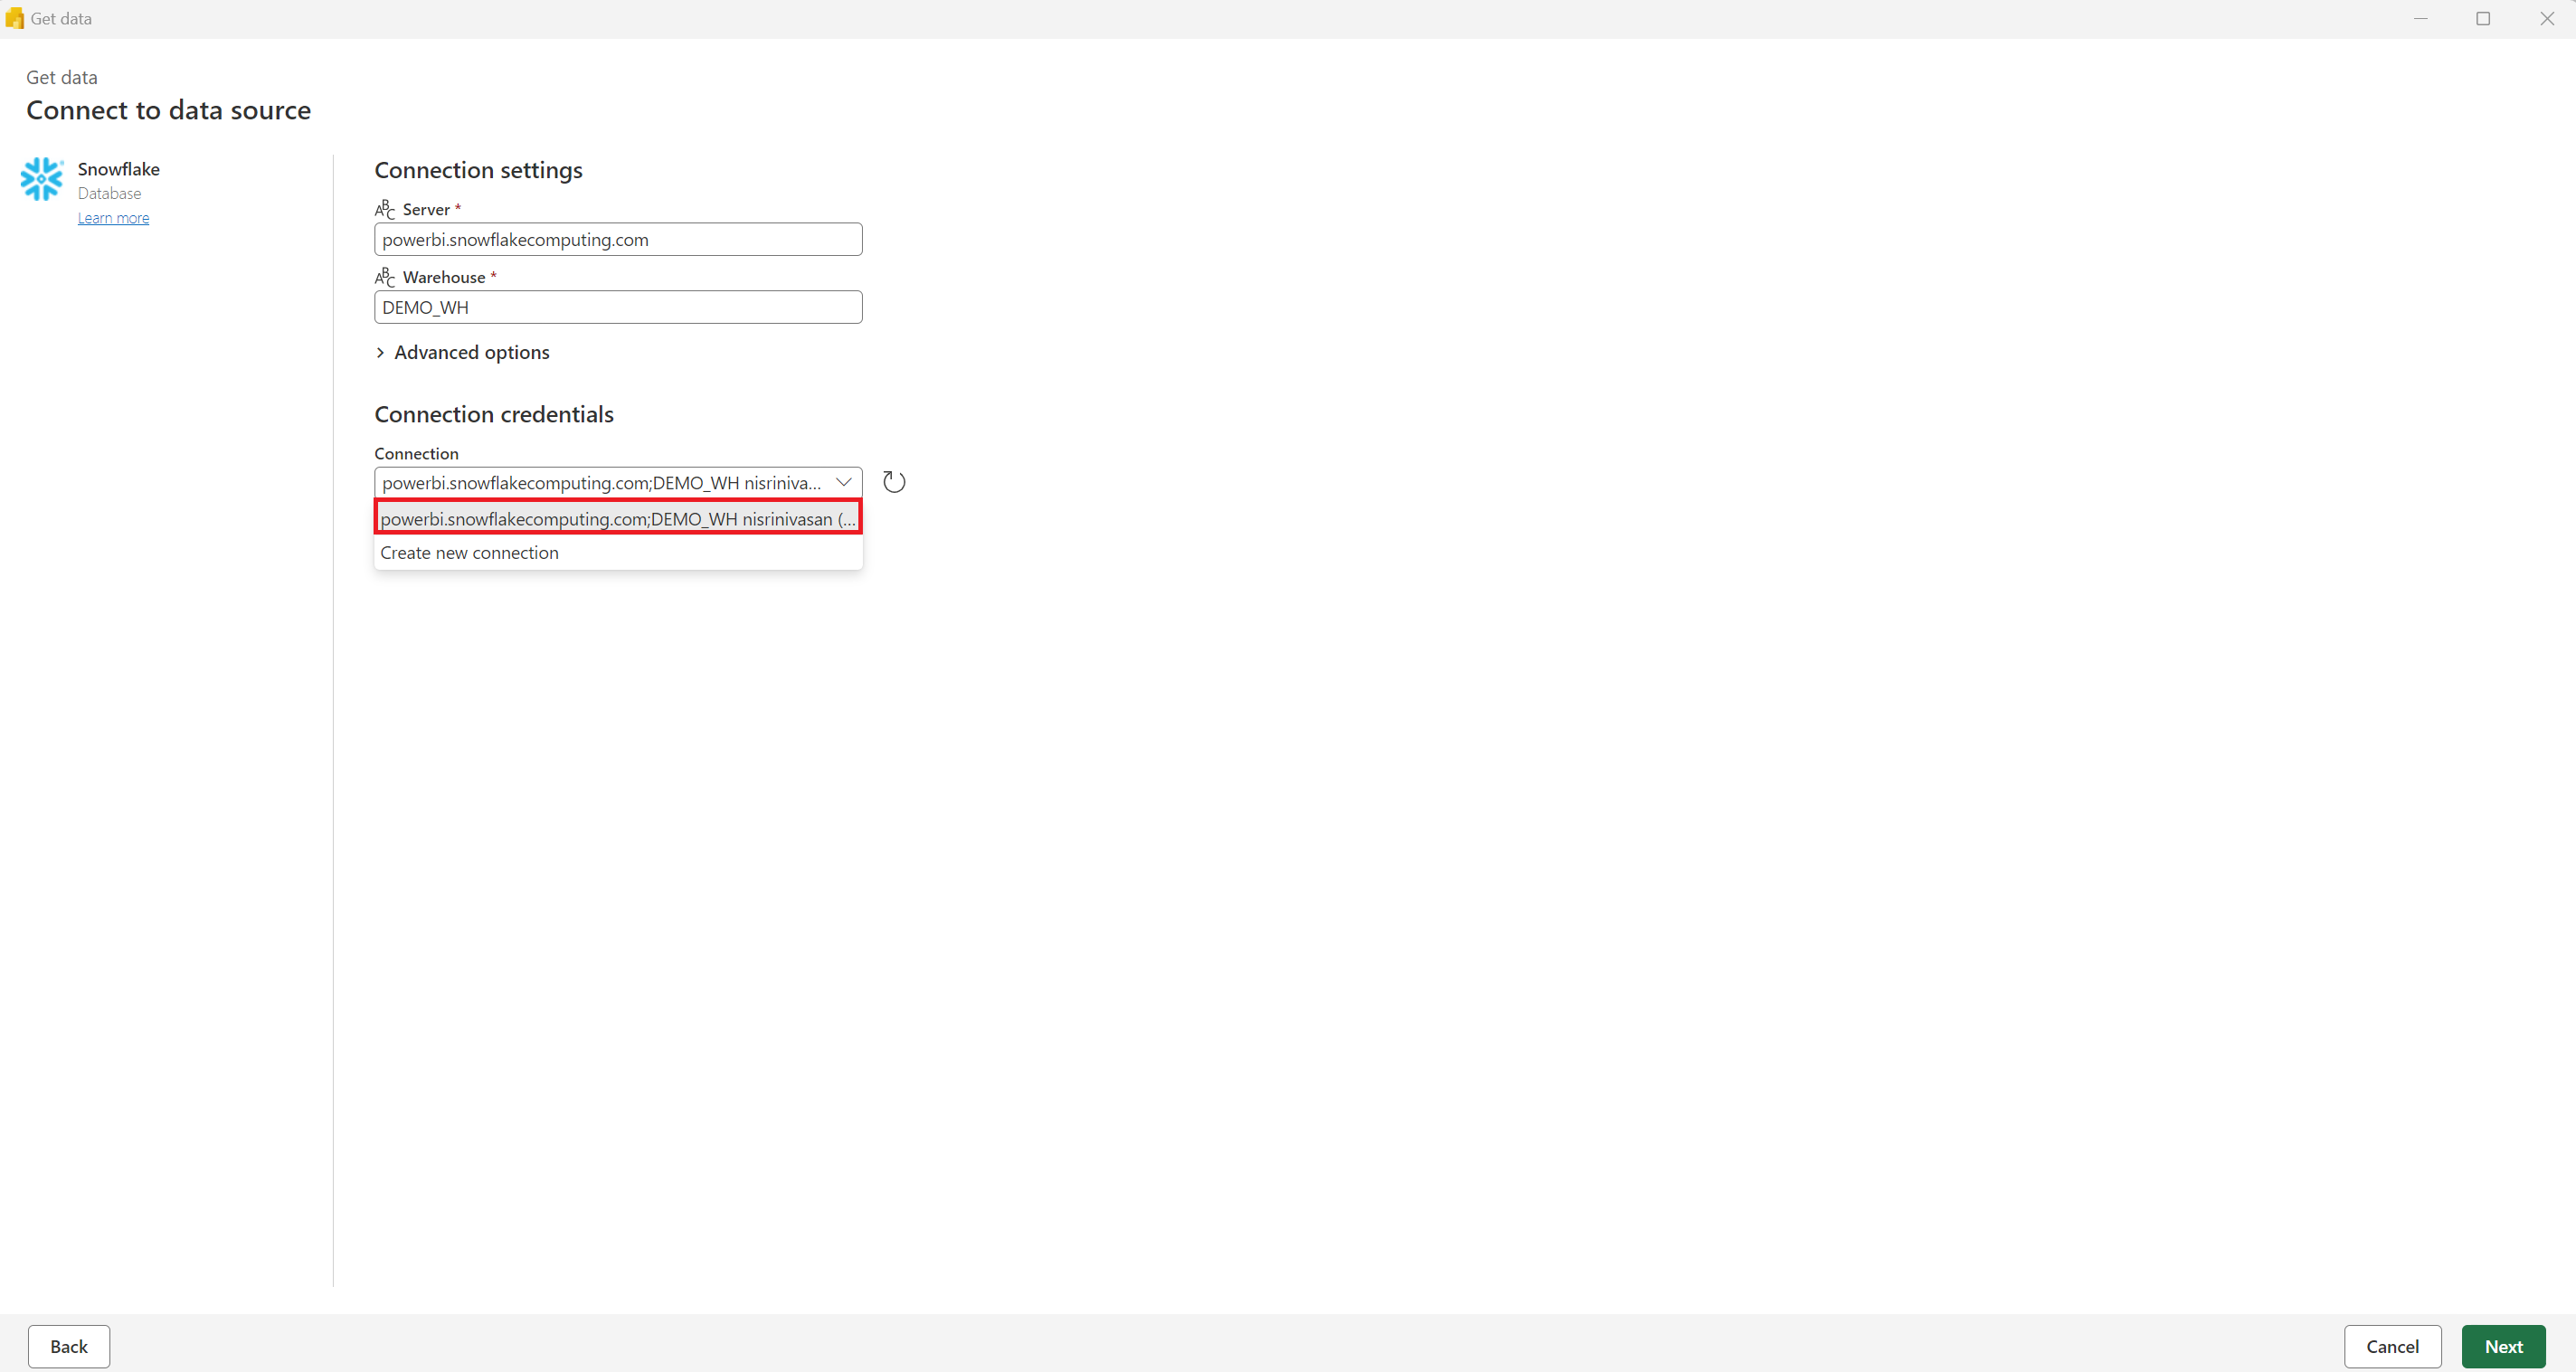 Get data
Get data
Connect to data source
Snowflake
Database
Learn more
Connection settings
ABC Server *
powerbi.snowflakecomputing.com
ABC Warehouse *
DEMO_WH
Advanced options
Connection credentials
Connection
powerbi.snowflakecomputing.com;DEMO_WH nisriniva...
powerbi.snowflakecomputing.com;DEMO_WH nisrinivasan (...
Create new connection
Back
Cancel
Next